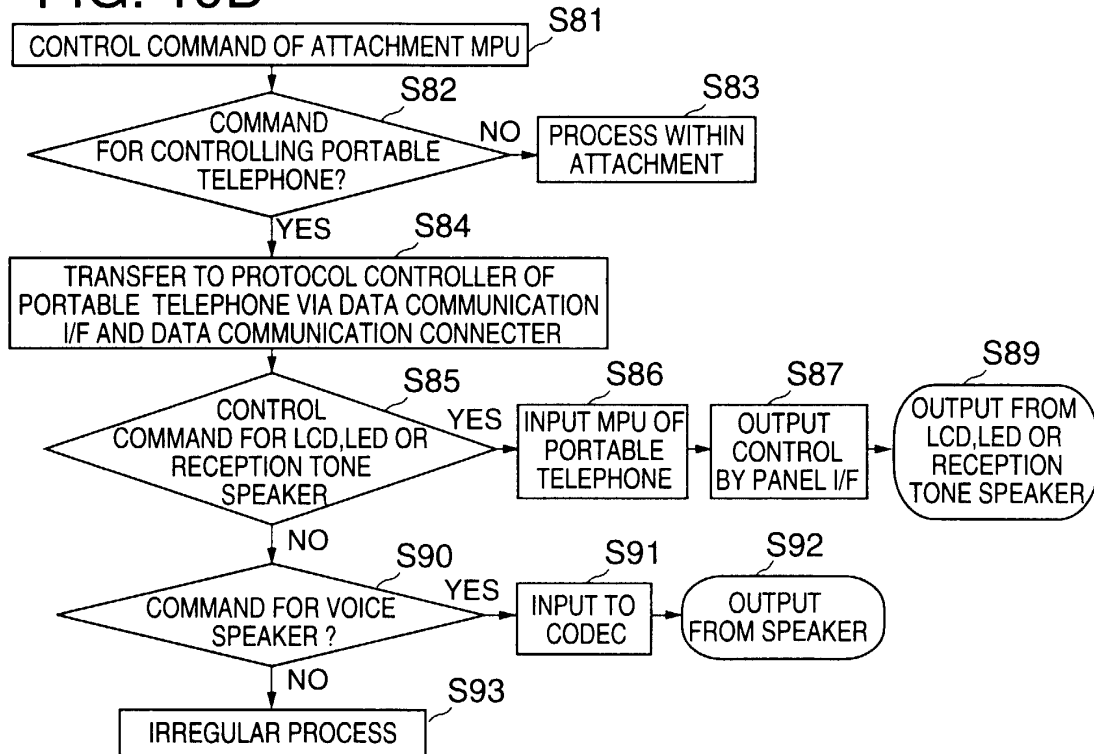 FIG.
S81
CONTROL COMMAND OF ATTACHMENT MPU
S82
COMMAND
FOR CONTROLLING PORTABLE
TELEPHONE?
NO
S83
PROCESS WITHIN
ATTACHMENT
YES
S84
TRANSFER TO PROTOCOL CONTROLLER OF
PORTABLE TELEPHONE VIA DATA COMMUNICATION
I/F AND DATA COMMUNICATION CONNECTER
S85
CONTROL
COMMAND FOR LCD,LED OR
RECEPTION TONE
SPEAKER
YES
S86
INPUT MPU OF
PORTABLE
TELEPHONE
S87
OUTPUT
CONTROL
BY PANEL I/F
S89
OUTPUT FROM
LCD,LED OR
RECEPTION
TONE SPEAKER
NO
S90
COMMAND FOR VOICE
SPEAKER ?
YES
S91
INPUT TO
CODEC
S92
OUTPUT
FROM SPEAKER
NO
S93
IRREGULAR PROCESS